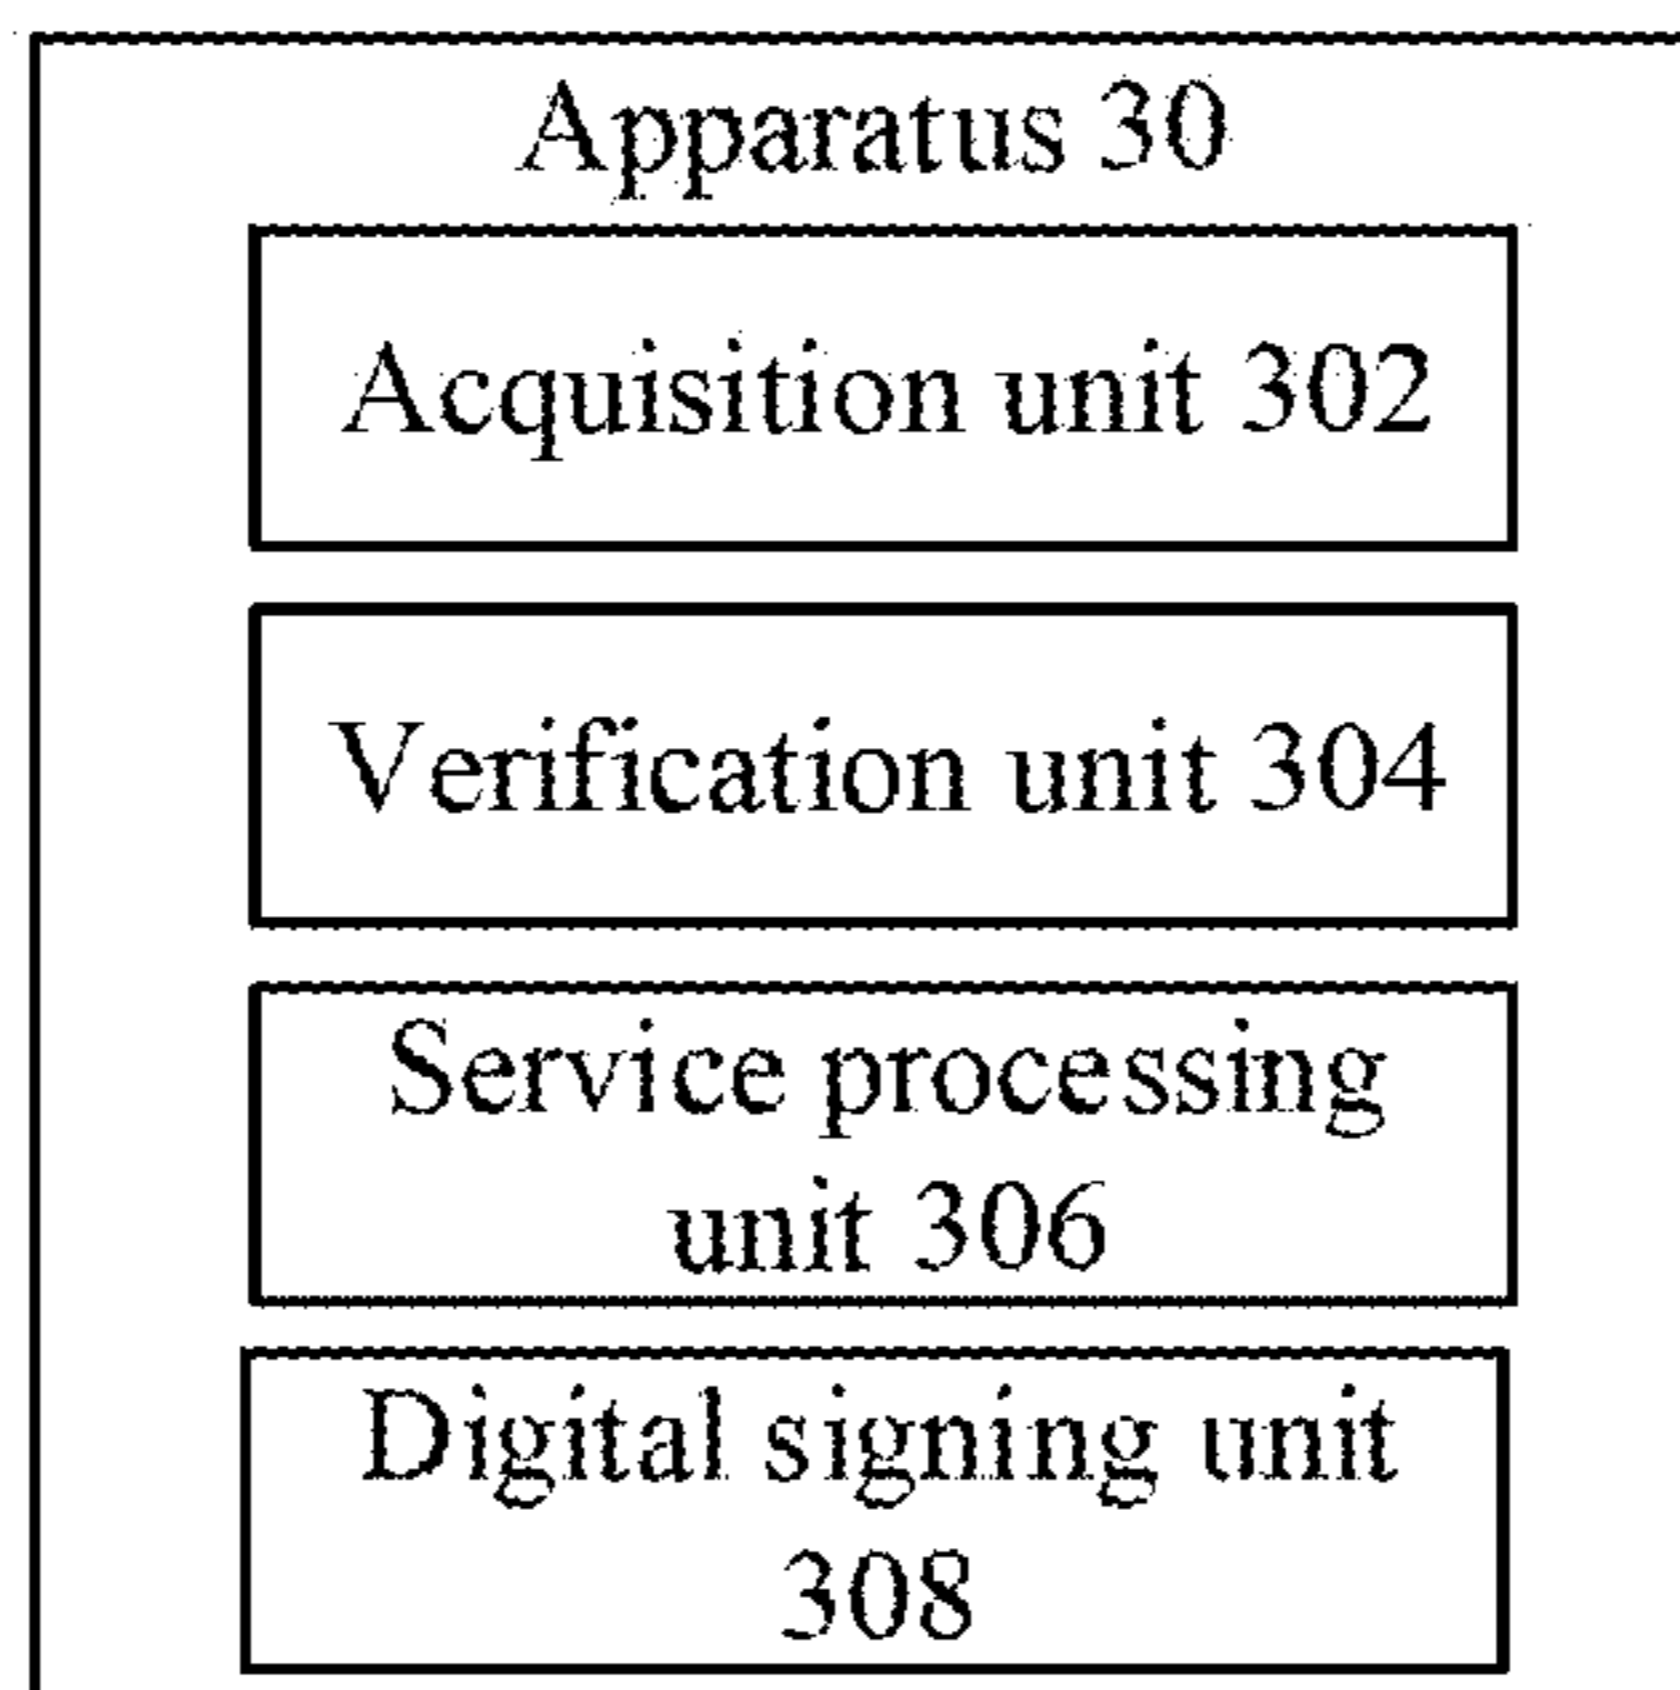 Apparatus 30
Acquisition unit 302
Verification unit 304
Service processing
unit 306
Digital signing unit
308